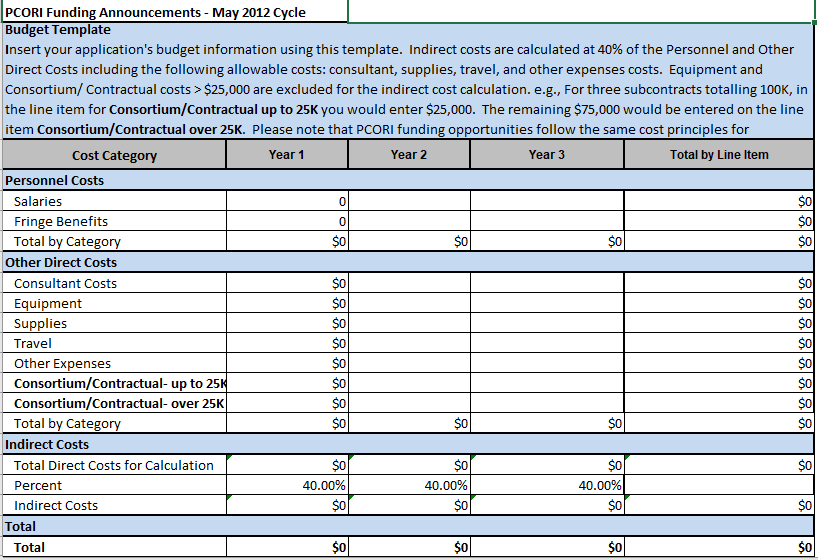 PCORI Funding Announcements - May 2012 Cycle
Budget Template
Insert your application's budget information using this template. Indirect costs are calculated at 40% of the Personnel and Other
Direct Costs including the following allowable costs: consultant, supplies, travel, and other expenses costs. Equipment and
Consortium/ Contractual costs > $25,000 are excluded for the indirect cost calculation. e.g., For three subcontracts totalling 100K, in
the line item for Consortium/Contractual up to 25K you would enter $25,000. The remaining $75,000 would be entered on the line
item Consortium/Contractual over 25K. Please note that PCORI funding opportunities follow the same cost principles for
Cost Category Year 1 Year 2 Year 3 Total by Line Item
Personnel Costs
Salaries 0 $0
Fringe Benefits 0 $0
Total by Category $0 $0 $0 $0
Other Direct Costs
Consultant Costs $0 $0
Equipment $0 $0
Supplies $0 $0
Travel $0 $0
Other Expenses $0 $0
Consortium/Contractual- up to 25K $0 $0
Consortium/Contractual- over 25K $0 $0
Total by Category $0 $0 $0 $0
Indirect Costs
Total Direct Costs for Calculation $0 $0 $0 $0
Percent 40.00% 40.00% 40.00%
Indirect Costs $0 $0 $0 $0
Total
Total $0 $0 $0 $0